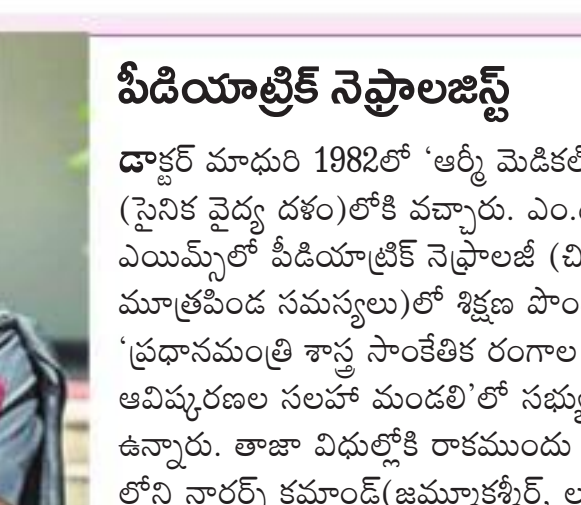 పీడియాట్రిక్ నెఫ్రాలజిస్ట్
డాక్టర్ మాధురి 1982లో ‘ఆర్మీ మెడికల్
(సైనిక వైద్య దళం)లోకి వచ్చారు. ఎం.
ఎయిమ్స్‌లో పీడియాట్రిక్ నెఫ్రాలజీ (చి
మూత్రపిండ సమస్యలు)లో శిక్షణ పొం
‘ప్రధానమంత్రి శాస్త్ర సాంకేతిక రంగాల
ఆవిష్కరణల సలహా మండలి’లో సభ్యు
ఉన్నారు. తాజా విధుల్లోకి రాకముందు
లోని నార్తర్న్ కమాండ్(జమ్మూకశ్మీర్,